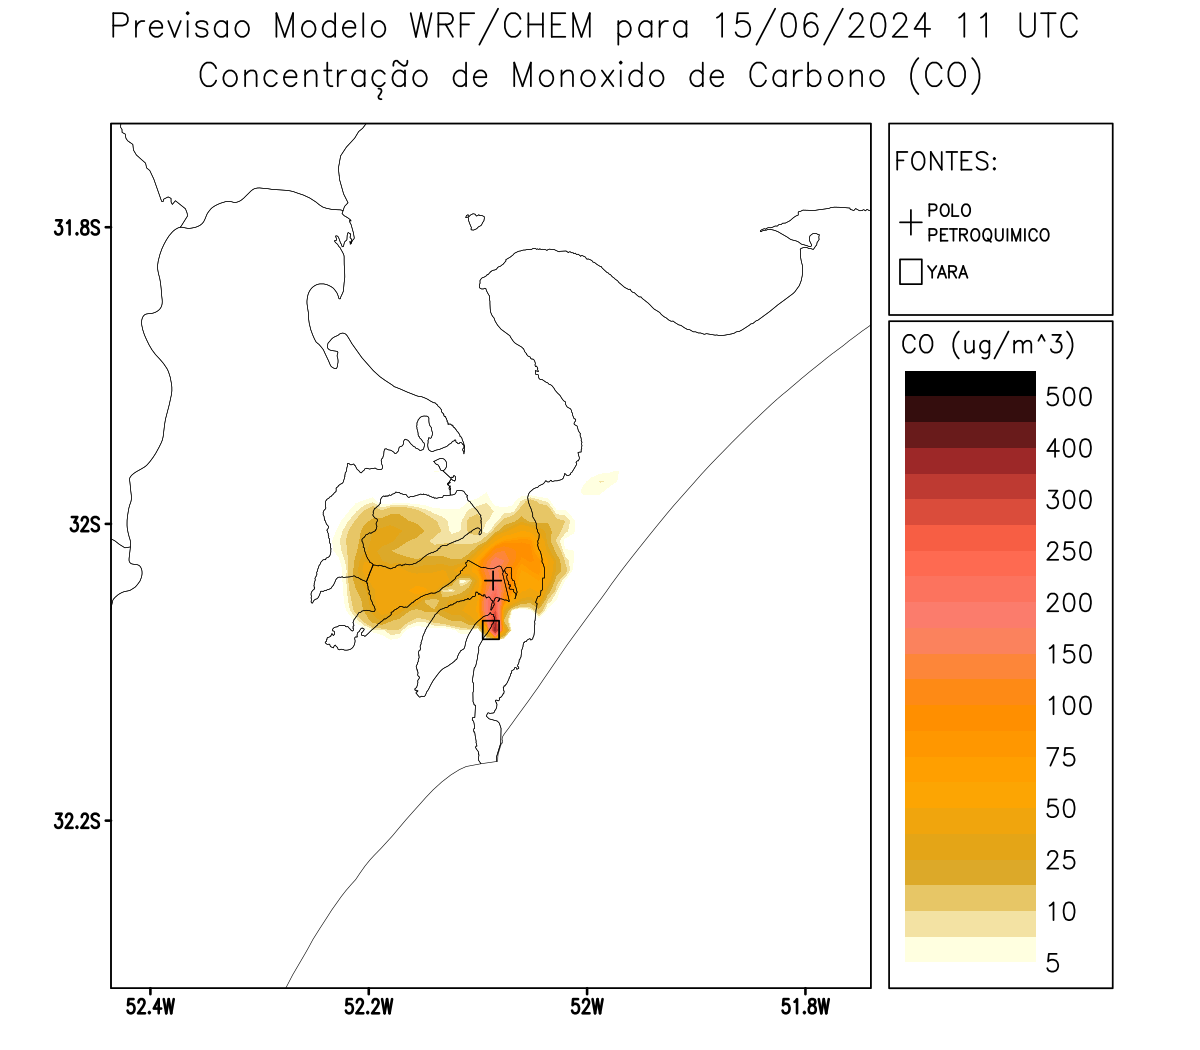 Previsao Modelo WRF/CHEM para 15/06/2024 11 UTC
Concentração de Monoxido de Carbono (CO)
FONTES:
POLO
PETROQUIMICO
YARA
CO (ug/m^3)
500
400
300
250
200
150
100
75
50
25
10
5
31.8S
32S
32.2S
52.4W
52.2W
52W
51.8W